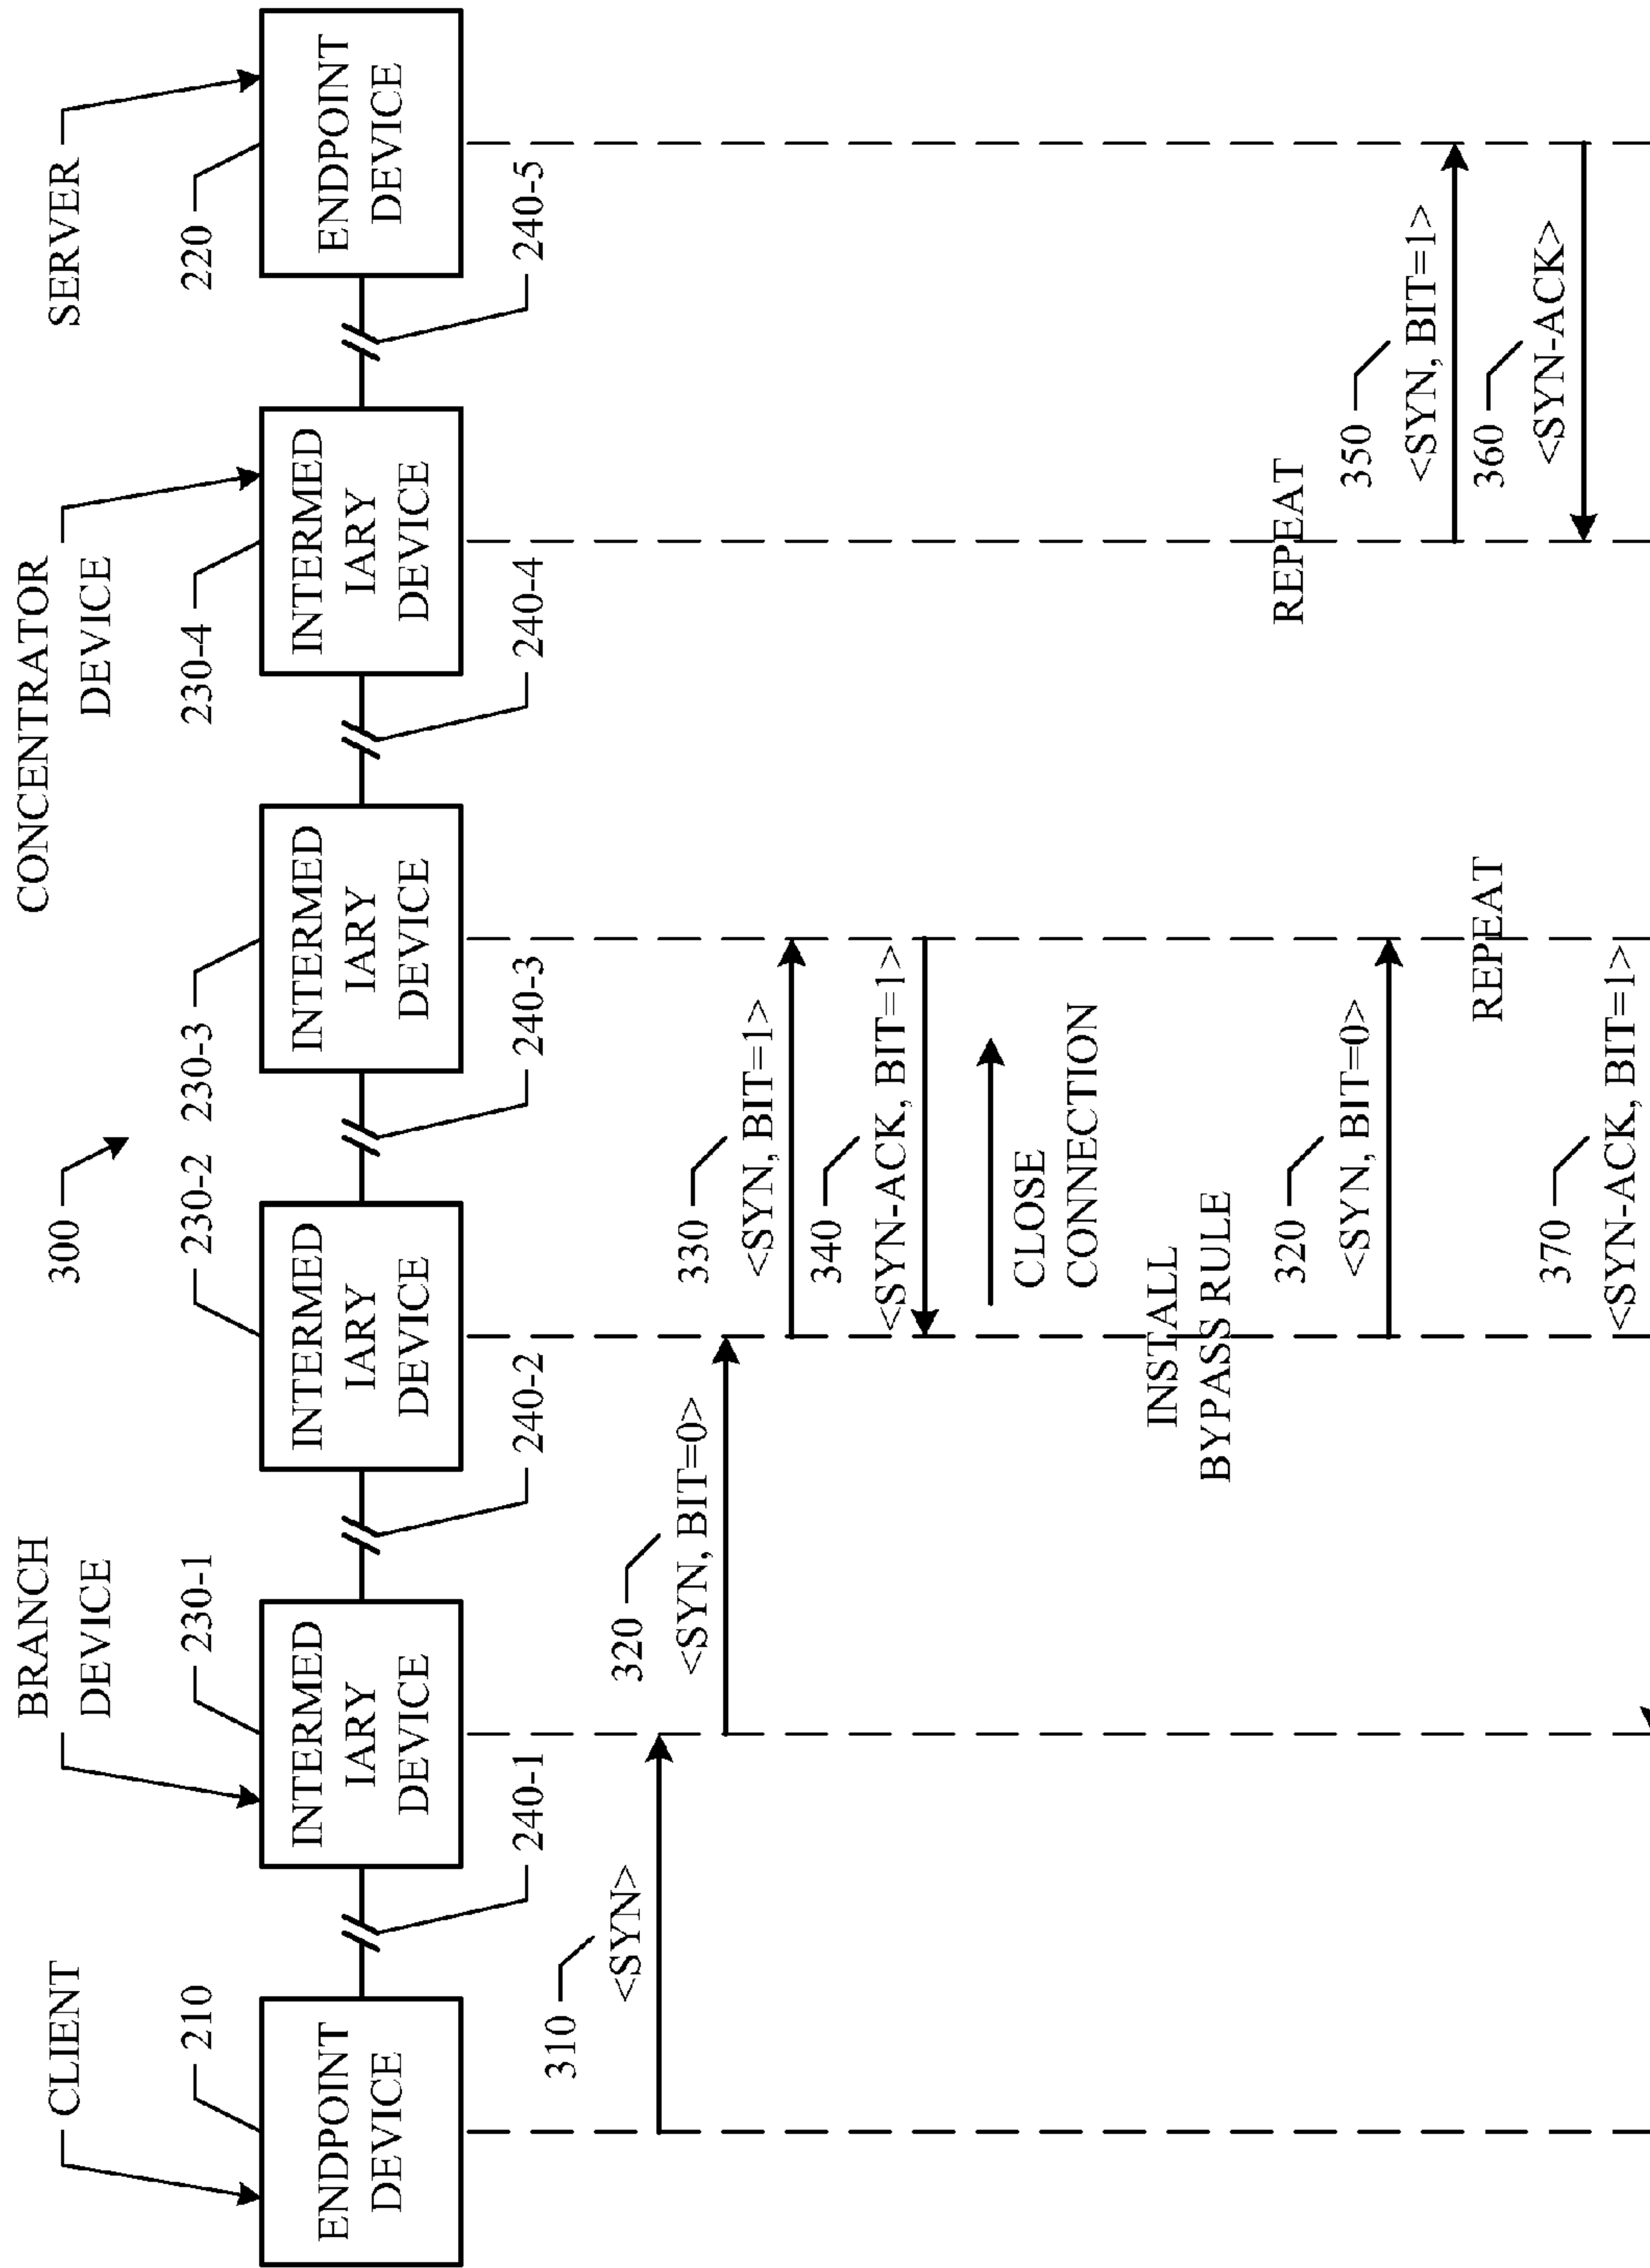 300
CLIENT
BRANCH
DEVICE
CONCENTRATOR
DEVICE
SERVER
210
230-1
230-2
230-3
230-4
220
ENDPOINT
DEVICE
INTERMED
IARY
DEVICE
INTERMED
IARY
DEVICE
INTERMED
IARY
DEVICE
INTERMED
IARY
DEVICE
ENDPOINT
DEVICE
240-1
240-2
240-3
240-4
240-5
310
<SYN>
320
<SYN, BIT=0>
330
<SYN, BIT=1>
340
<SYN-ACK, BIT=1>
CLOSE
CONNECTION
INSTALL
BYPASS RULE
320
<SYN, BIT=0>
REPEAT
350
<SYN, BIT=1>
REPEAT
360
<SYN-ACK>
370
<SYN-ACK, BIT=1>